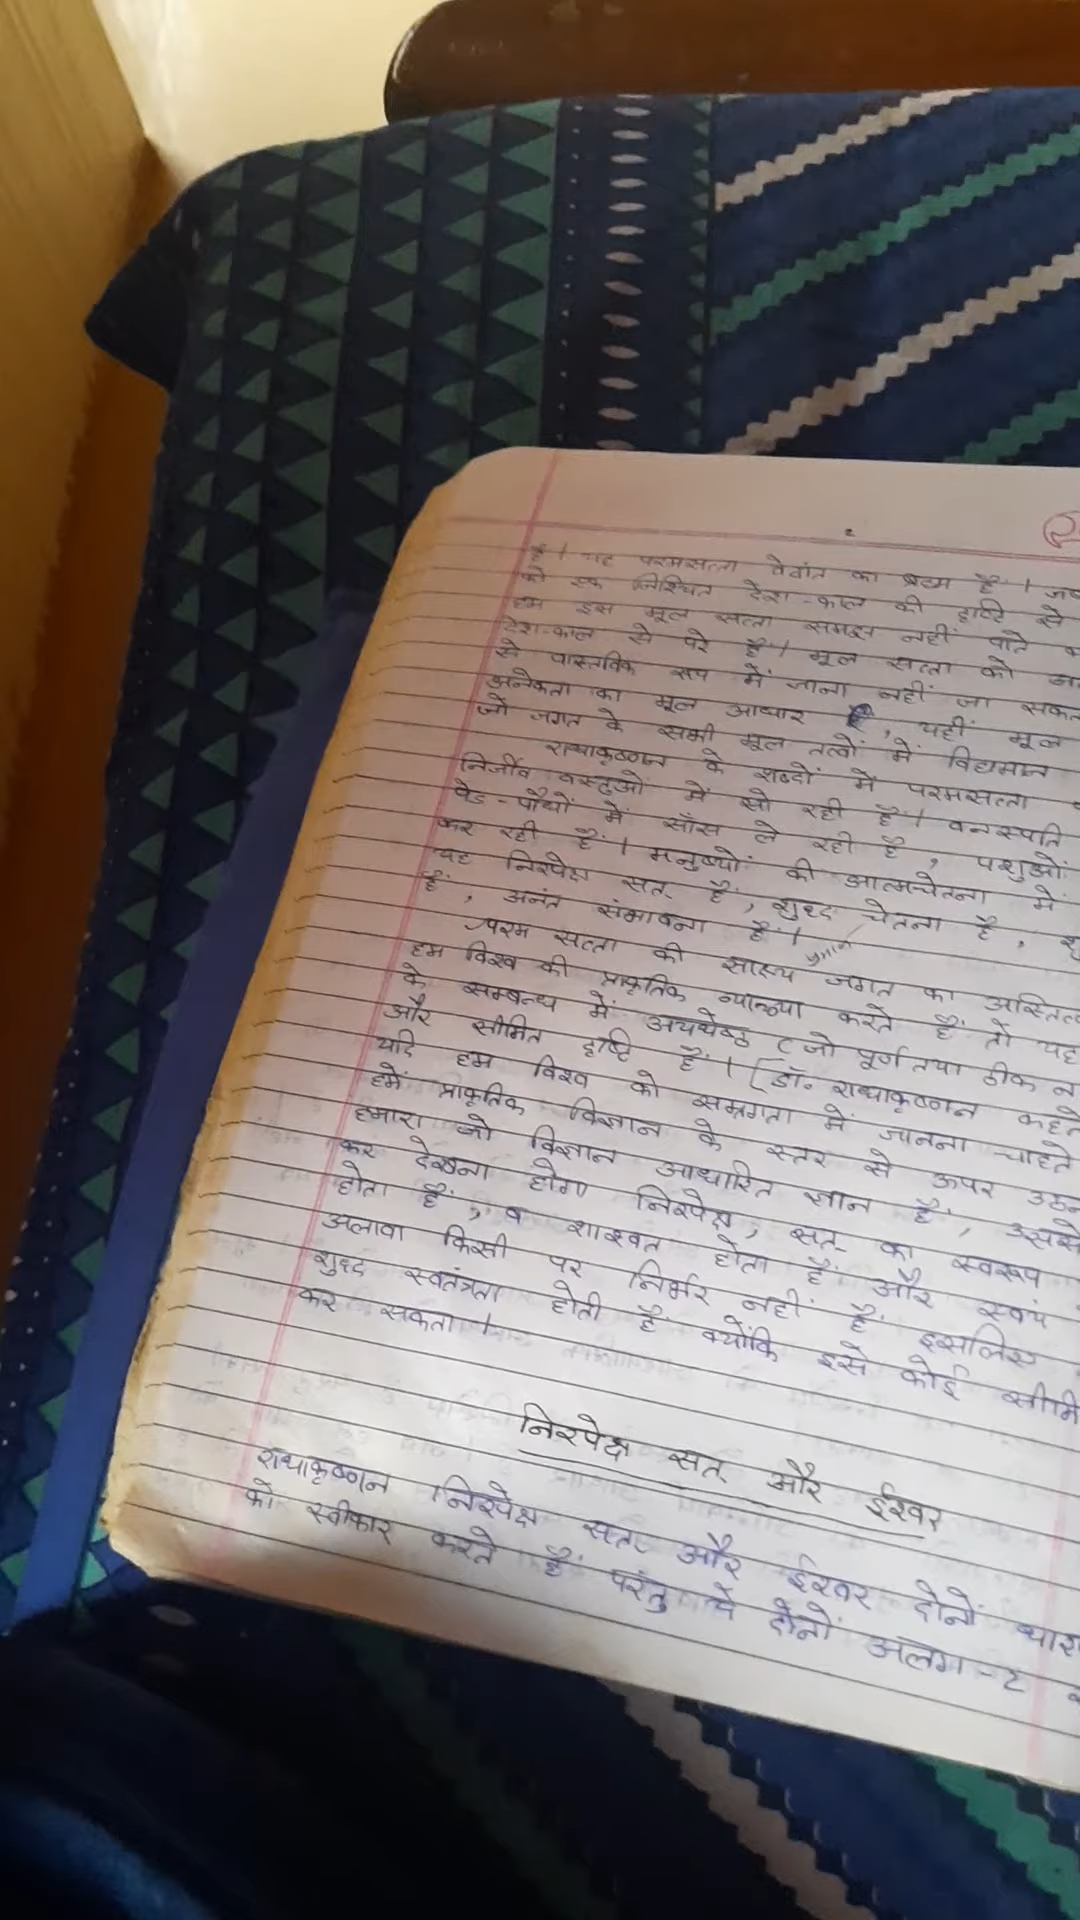 है। यह परमसत्ता वेदांत का ब्रह्म है। जब
को एक निश्चित देश-काल की दृष्टि से
हम इस मूल सत्ता समझ नहीं पाते
देश-काल से परे है। मूल सत्ता को
से वास्तविक रूप में जाना नहीं जा सकत
अनेकता का मूल आधार है, यहीं मूल
जो जगत के सभी मूल तत्वों में विद्यमान
राधाकृष्णन के शब्दों में परमसत्ता
निर्जीव वस्तुओं में सो रही है। वनस्पति
पेड-पौधों में साँस ले रही है, पशुओं
कर रही है। मनुष्यों की आत्मचेतना में
यह निरपेक्ष सत् है, शुध्द चेतना है, शु
है, अनंत संभावना है।
परम सत्ता की साक्ष्य जगत का अस्तित्व
हम विश्व की प्राकृतिक व्याख्या करते हैं तो यह
के सम्बन्ध में अयथेष्ठ (जो पूर्णतया ठीक न
और सीमित दृष्टि है। [डॉ. राधाकृष्णन कहते
यदि हम विश्व को समग्रता में जानना चाहते
हमें प्राकृतिक विज्ञान के स्तर से ऊपर उठन
हमारा जो विज्ञान आधारित ज्ञान है, उससे
कर देखना होगा निरपेक्ष, सत् का स्वरूप
होता है, व शाश्वत होता है और स्वयं
अलावा किसी पर निर्भर नहीं है इसलिए
शुध्द स्वतंत्रता होती है क्योंकि इसे कोई सीमि
कर सकता।
निरपेक्ष सत् और ईश्वर
राधाकृष्णन निरपेक्ष सत् और ईश्वर दोनों धार
को स्वीकार करते हैं परंतु ये दोनों अलग-2